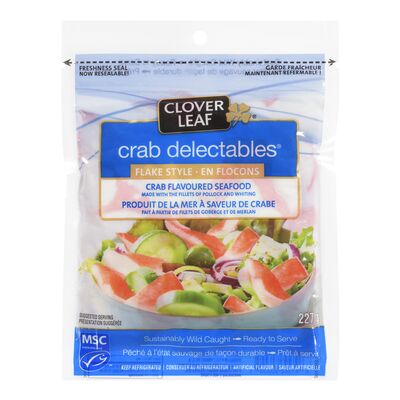 FRESHNESS SEAL
NOW RESEALABLE!
GARDE FRAÎCHEUR
MAINTENANT REFERMABLE !
CLOVER
LEAF
crab delectables®
FLAKE STYLE • EN FLOCONS
CRAB FLAVOURED SEAFOOD
MADE WITH THE FILLETS OF POLLOCK AND WHITING
PRODUIT DE LA MER À SAVEUR DE CRABE
FAIT À PARTIR DE FILETS DE GOBERGE ET DE MERLAN
SUGGESTED SERVING
PRÉSENTATION SUGGÉRÉE
227
MSC
Sustainably Wild Caught • Ready to Serve
Pêché à l'état sauvage de façon durable • Prêt à servir
KEEP REFRIGERATED | CONSERVER AU RÉFRIGÉRATEUR | ARTIFICIAL FLAVOUR | SAVEUR ARTIFICIELLE